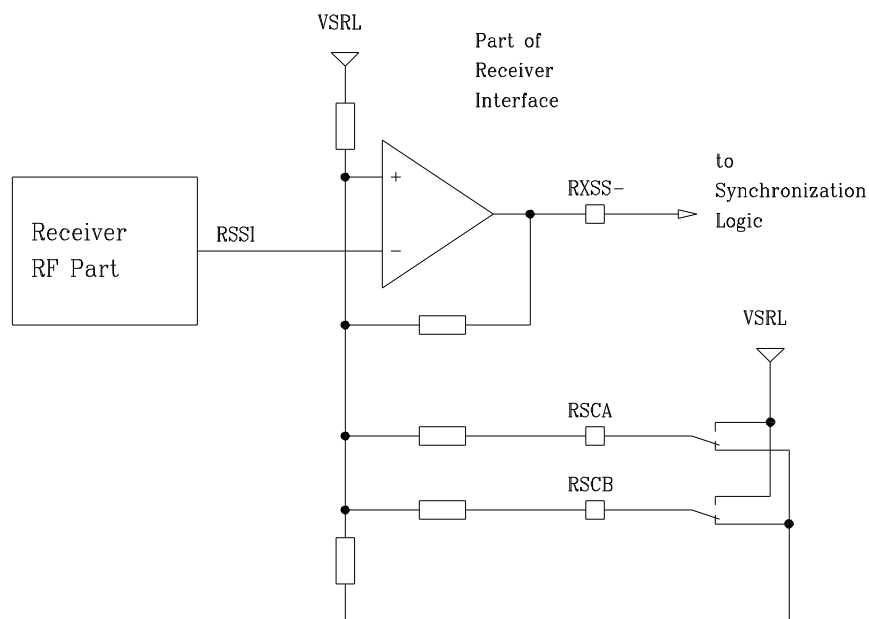 VSRL
Part of
Receiver
Interface
to
Synchronization
Logic
RXSS-
+
Receiver
RF Part
RSSI
-
VSRL
RSCA
RSCB